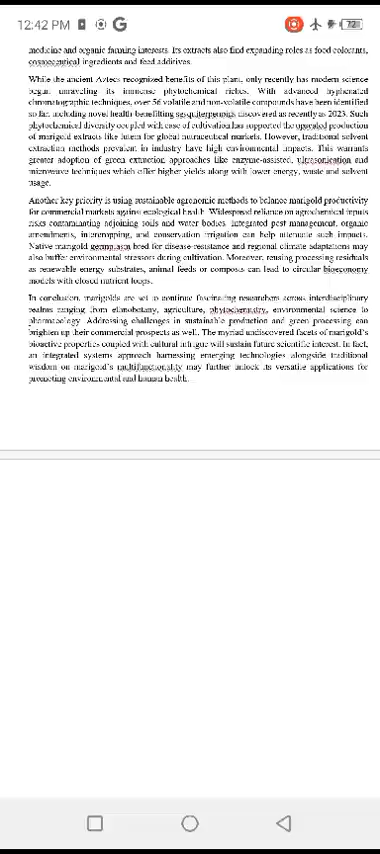 12:42 PM
72
medicine and organic farming interests. Its extracts also find expanding roles as food colorants,
cosmeceutical ingredients and feed additives.
While the ancient Aztecs recognized benefits of this plant, only recently has modern science
begun unraveling its immense phytochemical riches. With advanced hyphenated
chromatographic techniques, over 56 volatile and non-volatile compounds have been identified
so far, including novel health benefitting sesquiterpenoids discovered as recently as 2023. Such
phytochemical diversity coupled with ease of cultivation has supported the upscaled production
of marigold extracts like lutein for global nutraceutical markets. However, traditional solvent
extraction methods prevalent in industry have high environmental impacts. This warrants
greater adoption of green extraction approaches like enzyme-assisted, ultrasonication and
microwave techniques which offer higher yields along with lower energy, waste and solvent
usage.
Another key priority is using sustainable agronomic methods to balance marigold productivity
for commercial markets against ecological health. Widespread reliance on agrochemical inputs
risks contaminating adjoining soils and water bodies. Integrated pest management, organic
amendments, intercropping, and conservation irrigation can help attenuate such impacts.
Native marigold germplasm bred for disease-resistance and regional climate adaptations may
also buffer environmental stressors during cultivation. Moreover, reusing processing residuals
as renewable energy substrates, animal feeds or composts can lead to circular bioeconomy
models with closed nutrient loops.
In conclusion, marigolds are set to continue fascinating researchers across interdisciplinary
realms ranging from ethnobotany, agriculture, phytochemistry, environmental science to
pharmacology. Addressing challenges in sustainable production and green processing can
brighten up their commercial prospects as well. The myriad undiscovered facets of marigold's
bioactive properties coupled with cultural intrigue will sustain future scientific interest. In fact,
an integrated systems approach harnessing emerging technologies alongside traditional
wisdom on marigold's multifunctionality may further unlock its versatile applications for
promoting environmental and human health.